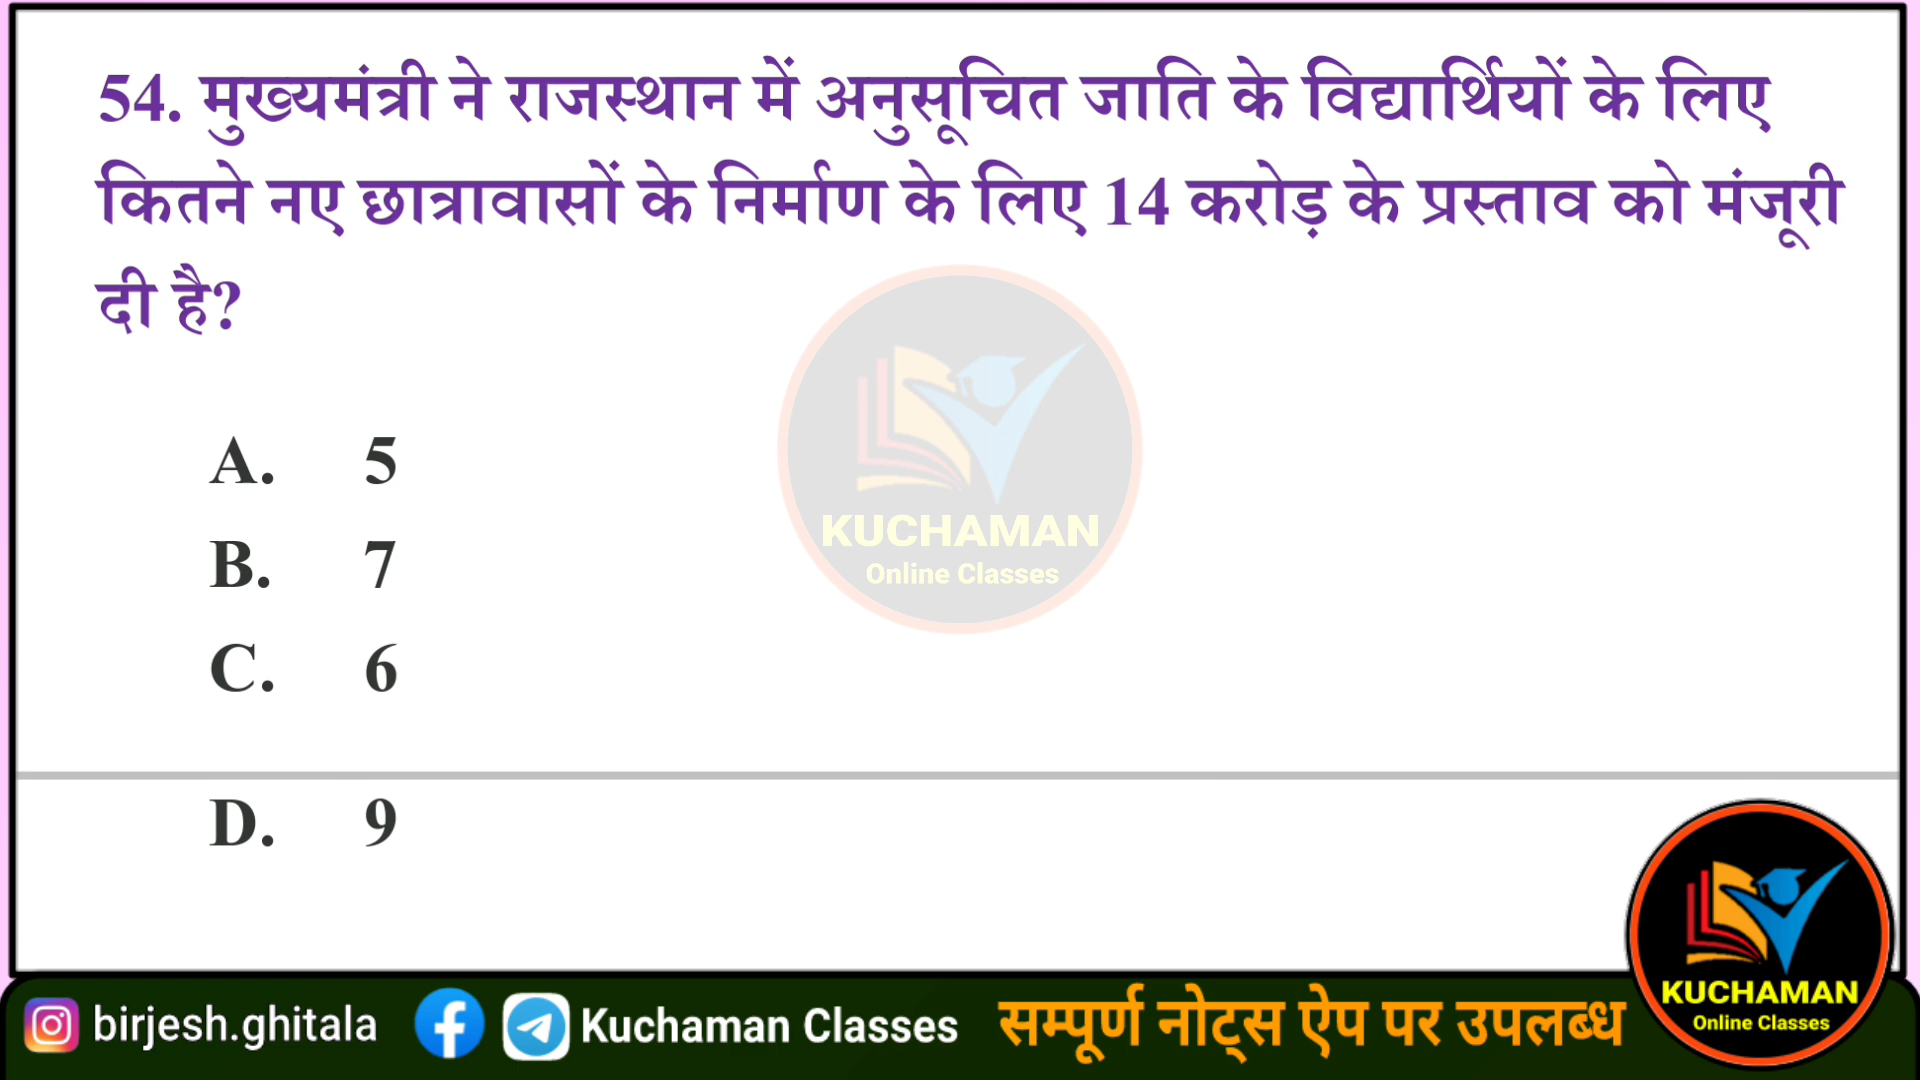 54. मुख्यमंत्री ने राजस्थान में अनुसूचित जाति के विद्यार्थियों के लिए
कितने नए छात्रावासों के निर्माण के लिए 14 करोड़ के प्रस्ताव को मंजूरी
दी है?
A. 5
B. 7
C. 6
D. 9
KUCHAMAN
Online Classes
birjesh.ghitala
Kuchaman Classes
सम्पूर्ण नोट्स ऐप पर उपलब्ध
KUCHAMAN
Online Classes